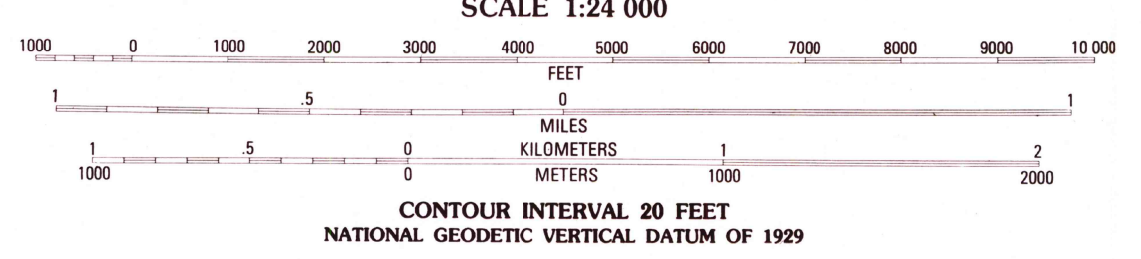 SCALE 1:24 000
1000 0 1000 2000 3000 4000 5000 6000 7000 8000 9000 10 000
FEET
1 .5 0 1
MILES
1 .5 0 KILOMETERS 1 2
1000 0 METERS 1000 2000
CONTOUR INTERVAL 20 FEET
NATIONAL GEODETIC VERTICAL DATUM OF 1929